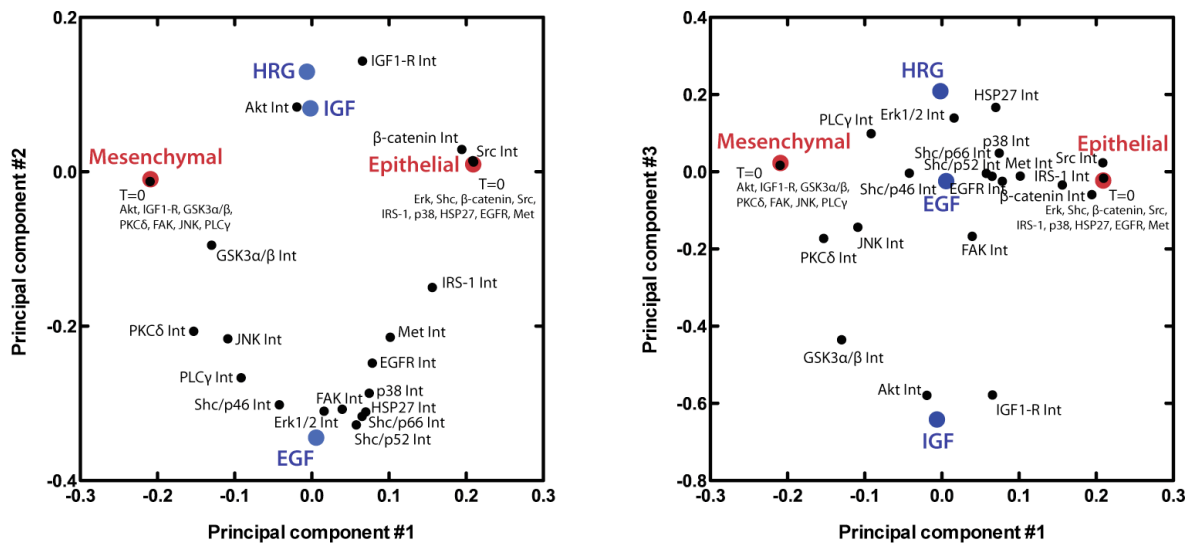 0.2
HRG
IGF1-R Int
Akt Int
IGF
β-catenin Int
Src Int
0.0
Mesenchymal
Epithelial
T=0
Akt, IGF1-R, GSK3α/β,
PKCδ, FAK, JNK, PLCγ
T=0
Erk, Shc, β-catenin, Src,
IRS-1, p38, HSP27, EGFR, Met
GSK3α/β Int
IRS-1 Int
-0.2
PKCδ Int
JNK Int
Met Int
EGFR Int
PLCγ Int
p38 Int
Shc/p46 Int
FAK Int
HSP27 Int
Erk1/2 Int
Shc/p66 Int
Shc/p52 Int
EGF
-0.4
-0.3
-0.2
-0.1
0.0
0.1
0.2
0.3
Principal component #1
Principal component #2
0.4
HRG
0.2
HSP27 Int
Erk1/2 Int
PLCγ Int
p38 Int
Shc/p66 Int
Shc/p52 Int
Met Int
Src Int
Epithelial
Mesenchymal
0.0
IRS-1 Int
T=0
Akt, IGF1-R, GSK3α/β,
PKCδ, FAK, JNK, PLCγ
Shc/p46 Int
EGFR Int
β-catenin Int
EGF
T=0
Erk, Shc, β-catenin, Src,
IRS-1, p38, HSP27, EGFR, Met
-0.2
PKCδ Int
JNK Int
FAK Int
-0.4
GSK3α/β Int
-0.6
Akt Int
IGF1-R Int
IGF
-0.8
-0.3
-0.2
-0.1
0.0
0.1
0.2
0.3
Principal component #1
Principal component #3